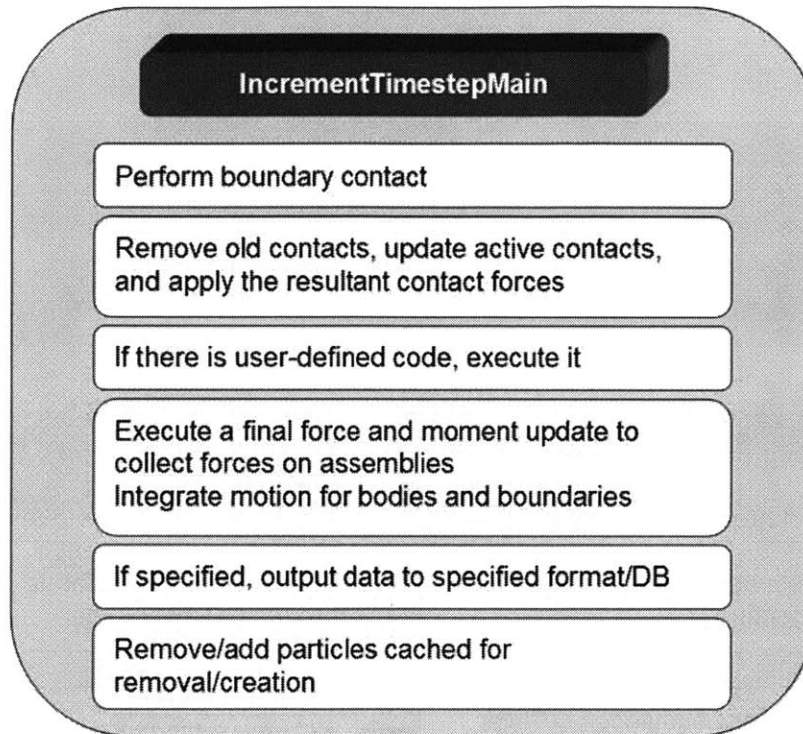 IncrementTimestepMain
Perform boundary contact
Remove old contacts, update active contacts,
and apply the resultant contact forces
If there is user-defined code, execute it
Execute a final force and moment update to
collect forces on assemblies
Integrate motion for bodies and boundaries
If specified, output data to specified format/DB
Remove/add particles cached for
removal/creation